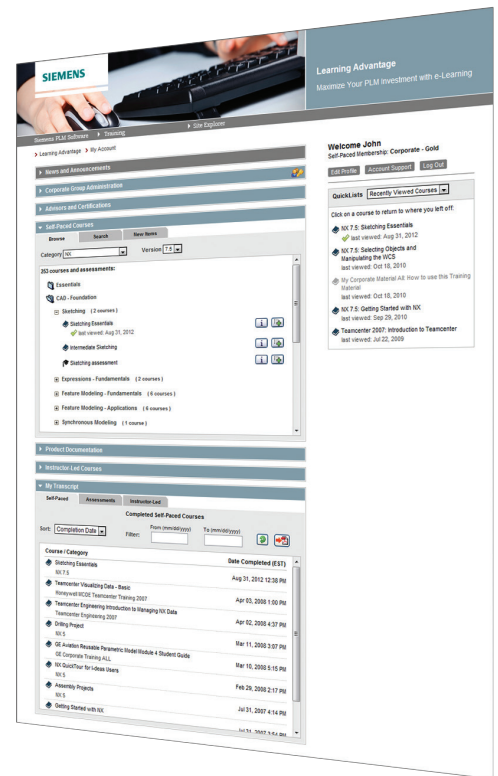 SIEMENS
Learning Advantage
Maximize Your PLM Investment with e-Learning
Siemens PLM Software
Training
Site Explorer
Learning Advantage
My Account
News and Announcements
Corporate Group Administration
Advisors and Certifications
Self-Paced Courses
Browse Search New Items
Category NX Version 7.5
353 courses and assessments:
Essentials
CAD - Foundation
Sketching (2 courses)
Sketching Essentials
last viewed: Aug 31, 2012
Intermediate Sketching
Sketching assessment
Expressions - Fundamentals (2 courses)
Feature Modeling - Fundamentals (6 courses)
Feature Modeling - Applications (6 courses)
Synchronous Modeling (1 course)
Product Documentation
Instructor-Led Courses
My Transcript
Self-Paced Assessments Instructor-Led
Completed Self-Paced Courses
Sort: Completion Date Filter: From (mm/dd/yyyy) To (mm/dd/yyyy)
Course / Category Date Completed (EST)
Sketching Essentials Aug 31, 2012 12:38 PM
NX 7.5
Teamcenter Visualizing Data - Basic Apr 03, 2008 1:00 PM
Honeywall MCOE Teamcenter Training 2007
Teamcenter Engineering Introduction to Managing NX Data Apr 02, 2008 4:37 PM
Teamcenter Engineering 2007
Drilling Project Mar 11, 2008 3:07 PM
NX 5
GE Aviation Reusable Parametric Model Module 4 Student Guide Mar 10, 2008 5:15 PM
GE Corporate Training ALL
NX QuickTour for I-deas Users Feb 29, 2008 2:17 PM
NX 5
Assembly Projects Jul 31, 2007 4:14 PM
NX 5
Getting Started with NX Jul 31, 2007 3:54 PM
Welcome John
Self-Paced Membership: Corporate - Gold
Edit Profile Account Support Log Out
QuickLists Recently Viewed Courses
Click on a course to return to where you left off:
NX 7.5: Sketching Essentials
last viewed: Aug 31, 2012
NX 7.5: Selecting Objects and
Manipulating the WCS
last viewed: Oct 18, 2010
My Corporate Material All: How to use this Training
Material
last viewed: Oct 18, 2010
NX 7.5: Getting Started with NX
last viewed: Sep 29, 2010
Teamcenter 2007: Introduction to Teamcenter
last viewed: Jul 22, 2009